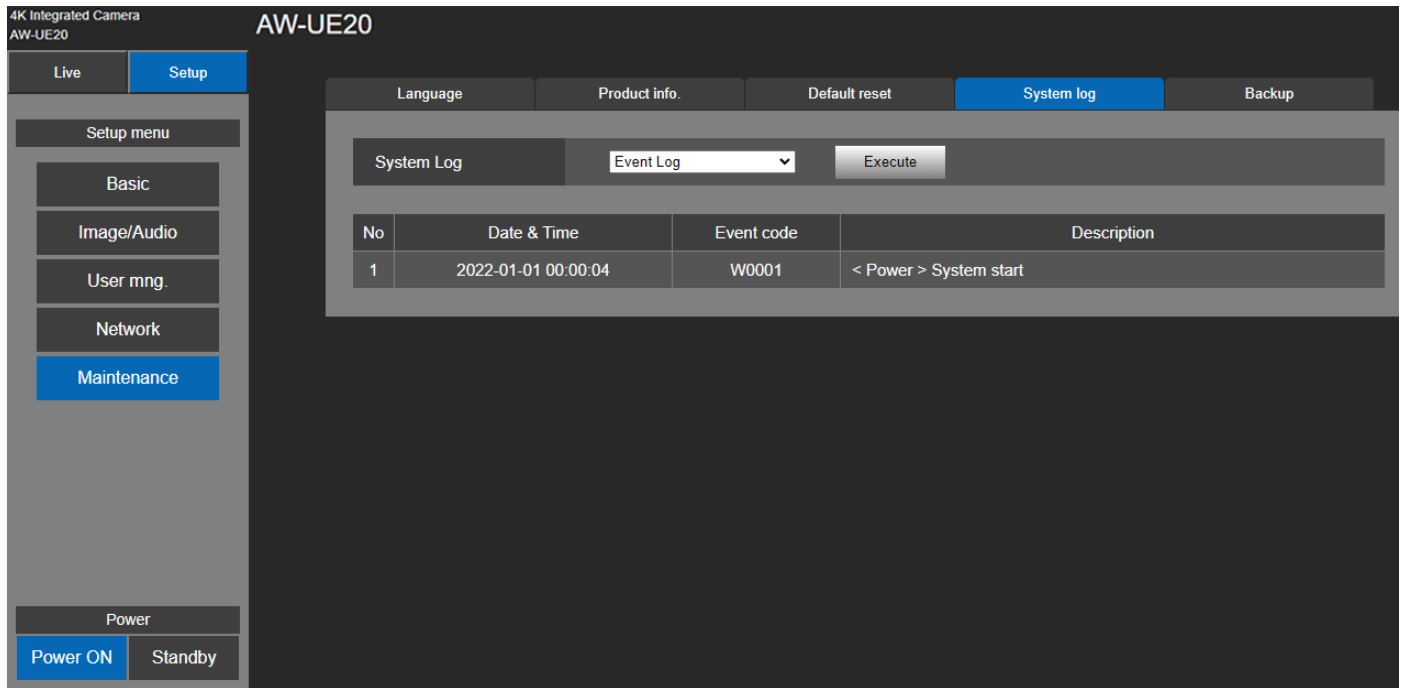 4K Integrated Camera
AW-UE20
AW-UE20
Live Setup
Language Product info. Default reset System log Backup
Setup menu
System Log Event Log Execute
Basic
Image/Audio
No Date & Time Event code Description
1 2022-01-01 00:00:04 W0001 < Power > System start
User mng.
Network
Maintenance
Power
Power ON Standby